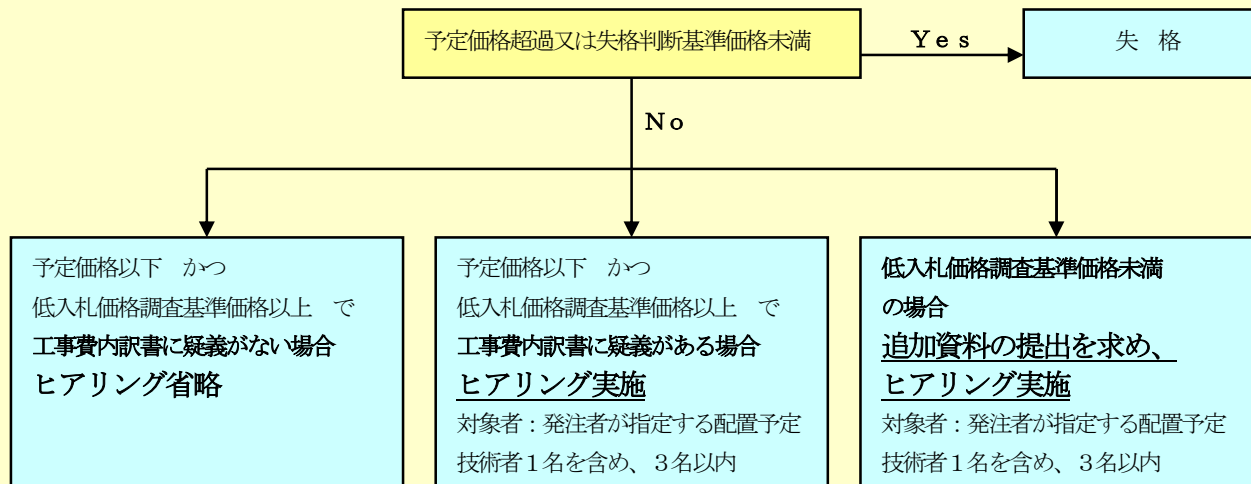 予定価格超過又は失格判断基準価格未満
Ｙｅｓ
失　格
Ｎｏ
予定価格以下　かつ
低入札価格調査基準価格以上　で
工事費内訳書に疑義がない場合
ヒアリング省略
予定価格以下　かつ
低入札価格調査基準価格以上　で
工事費内訳書に疑義がある場合
ヒアリング実施
対象者：発注者が指定する配置予定
技術者１名を含め、３名以内
低入札価格調査基準価格未満
の場合
追加資料の提出を求め、
ヒアリング実施
対象者：発注者が指定する配置予定
技術者１名を含め、３名以内